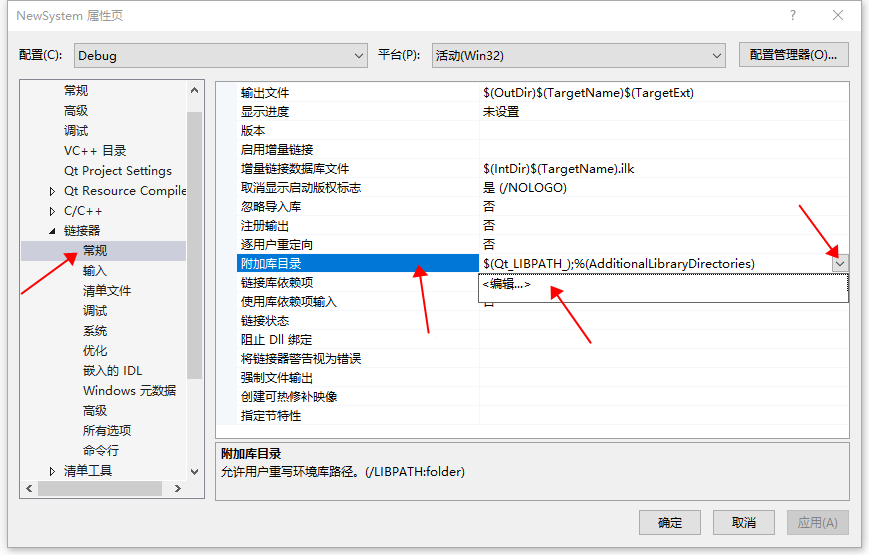 NewSystem 属性页
配置(C):
Debug
平台(P):
活动(Win32)
配置管理器(O)...
常规
高级
调试
VC++ 目录
Qt Project Settings
Qt Resource Compile
C/C++
链接器
常规
输入
清单文件
调试
系统
优化
嵌入的 IDL
Windows 元数据
高级
所有选项
命令行
清单工具
输出文件 $(OutDir)$(TargetName)$(TargetExt)
显示进度 未设置
版本
启用增量链接
增量链接数据库文件 $(IntDir)$(TargetName).ilk
取消显示启动版权标志 是 (/NOLOGO)
忽略导入库 否
注册输出 否
逐用户重定向 否
附加库目录 $(Qt_LIBPATH_);%(AdditionalLibraryDirectories)
链接库依赖项 <编辑...>
使用库依赖项输入 否
链接状态
阻止 Dll 绑定
将链接器警告视为错误
强制文件输出
创建可热修补映像
指定节特性
附加库目录
允许用户重写环境库路径。(/LIBPATH:folder)
确定
取消
应用(A)